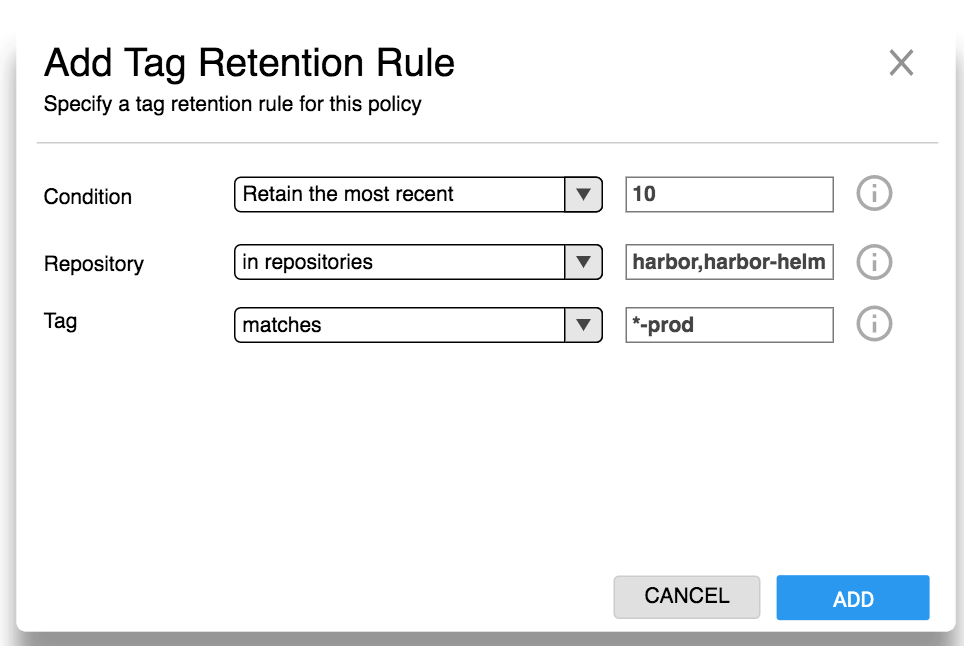 Add Tag Retention Rule
Specify a tag retention rule for this policy
Condition Retain the most recent 10
Repository in repositories harbor,harbor-helm
Tag matches *-prod
CANCEL ADD